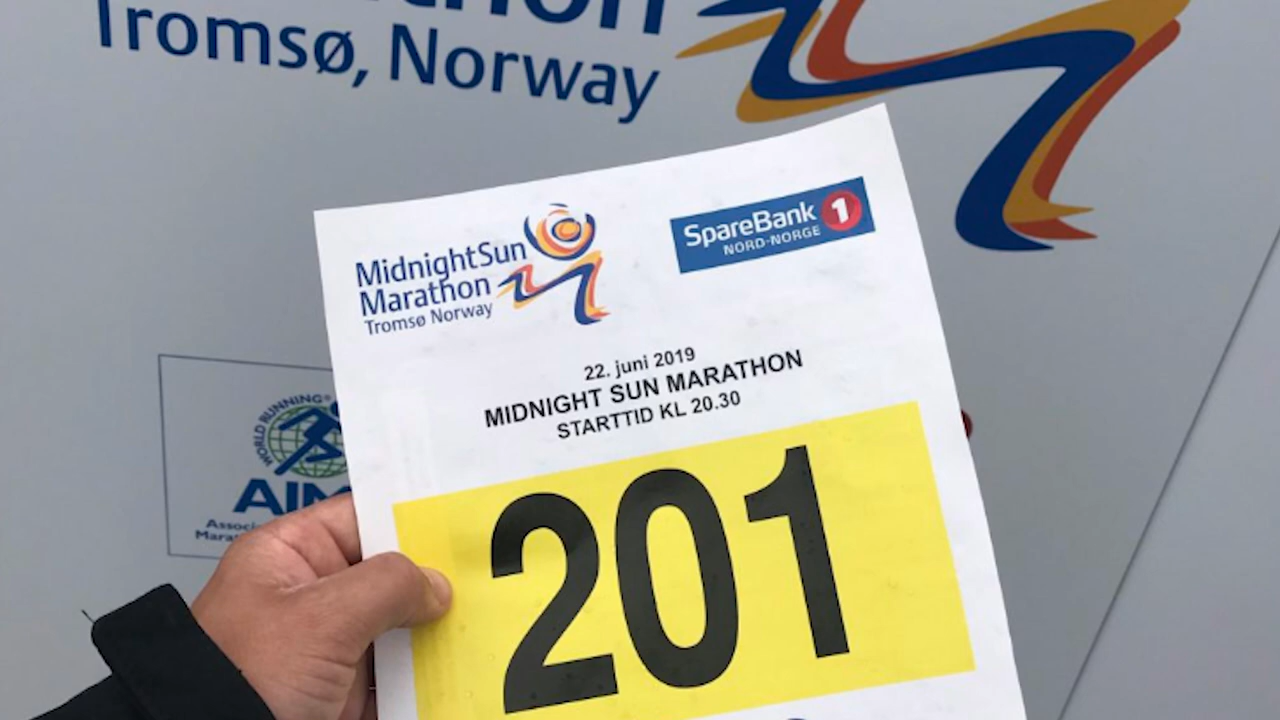 Tromsø, Norway
MidnightSun
Marathon
Tromsø Norway
SpareBank 1
NORD-NORGE
22. juni 2019
MIDNIGHT SUN MARATHON
STARTTID KL 20.30
201
WORLD RUNNING®